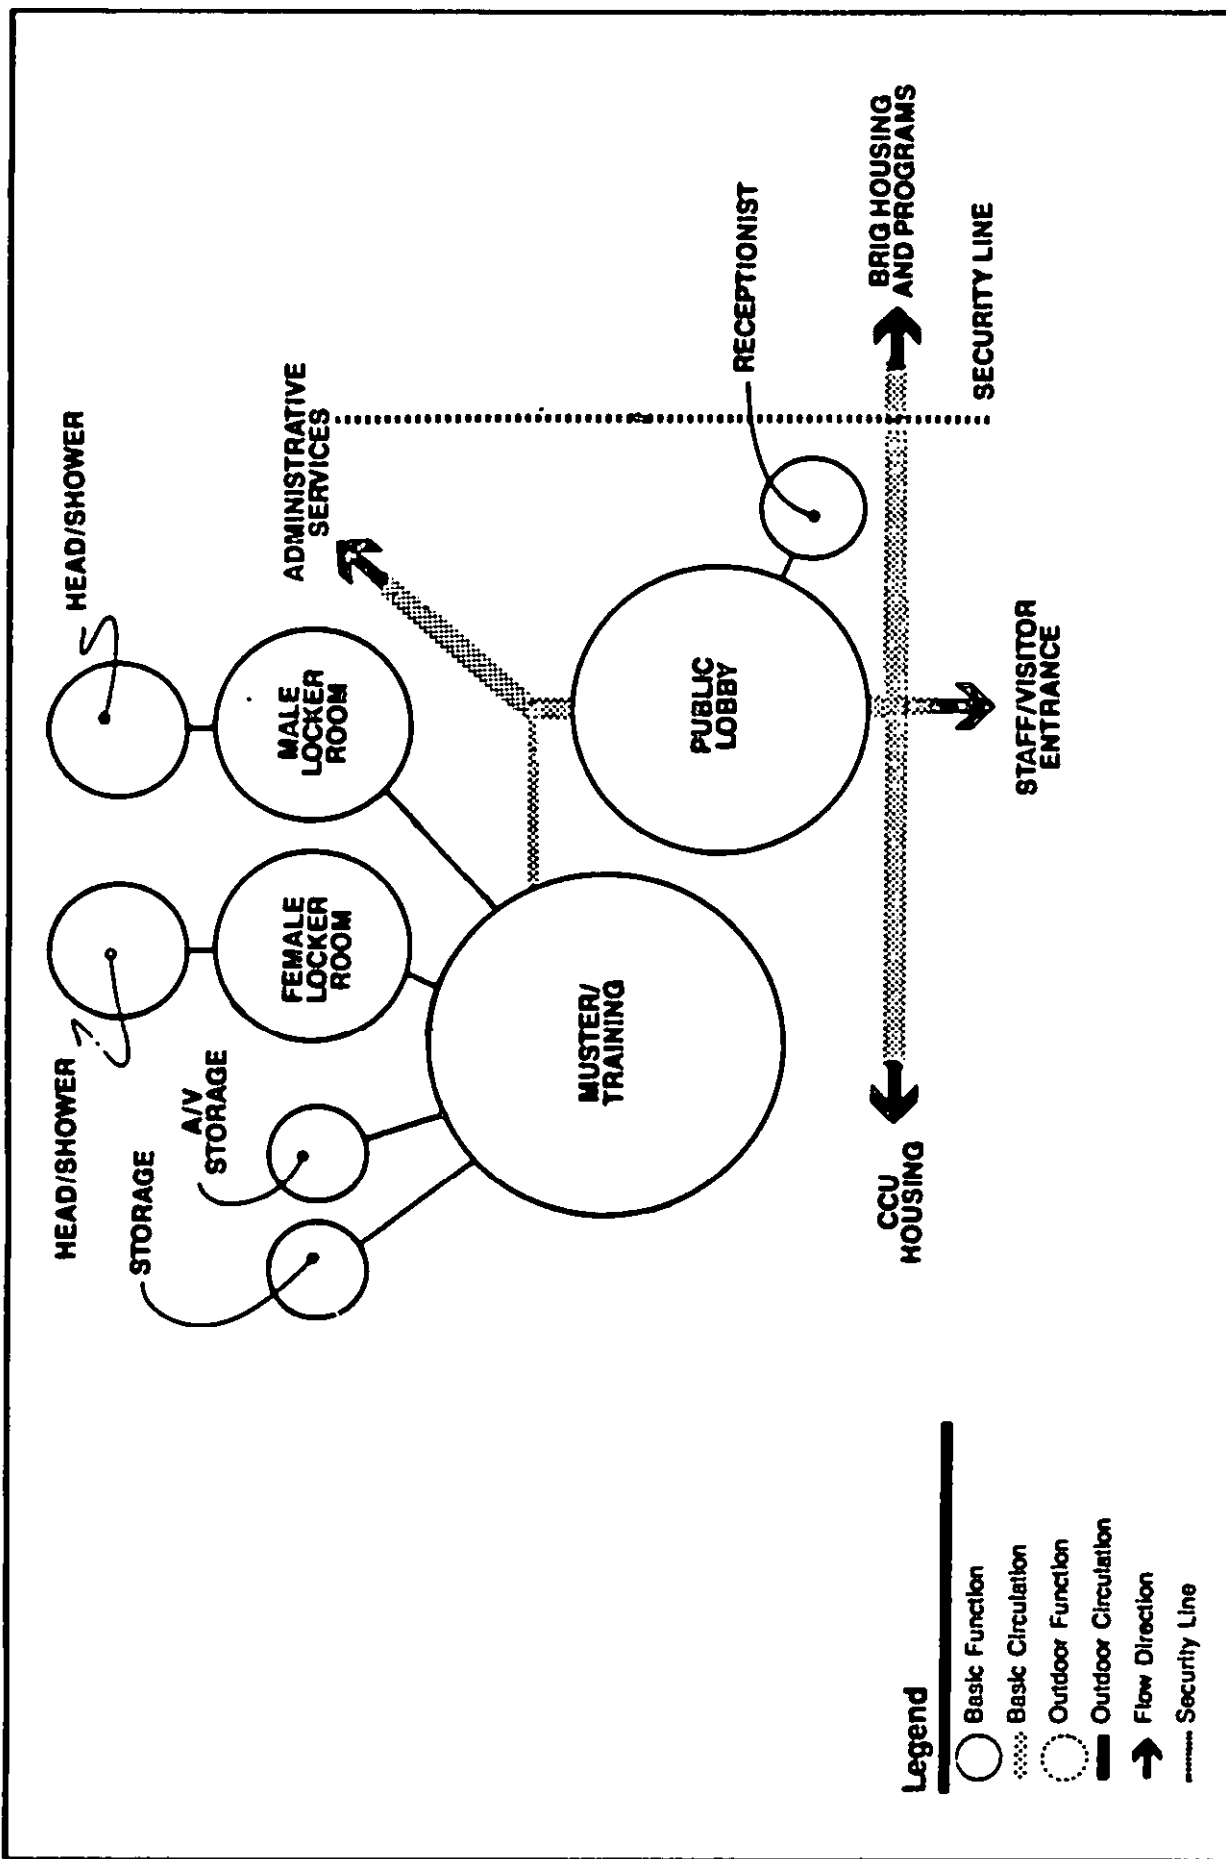 HEAD/SHOWER
HEAD/SHOWER
STORAGE
A/V
STORAGE
FEMALE
LOCKER
ROOM
MALE
LOCKER
ROOM
ADMINISTRATIVE
SERVICES
MUSTER/
TRAINING
PUBLIC
LOBBY
RECEPTIONIST
CCU
HOUSING
BRIG HOUSING
AND PROGRAMS
SECURITY LINE
STAFF/VISITOR
ENTRANCE
Legend
Basic Function
Basic Circulation
Outdoor Function
Outdoor Circulation
Flow Direction
Security Line